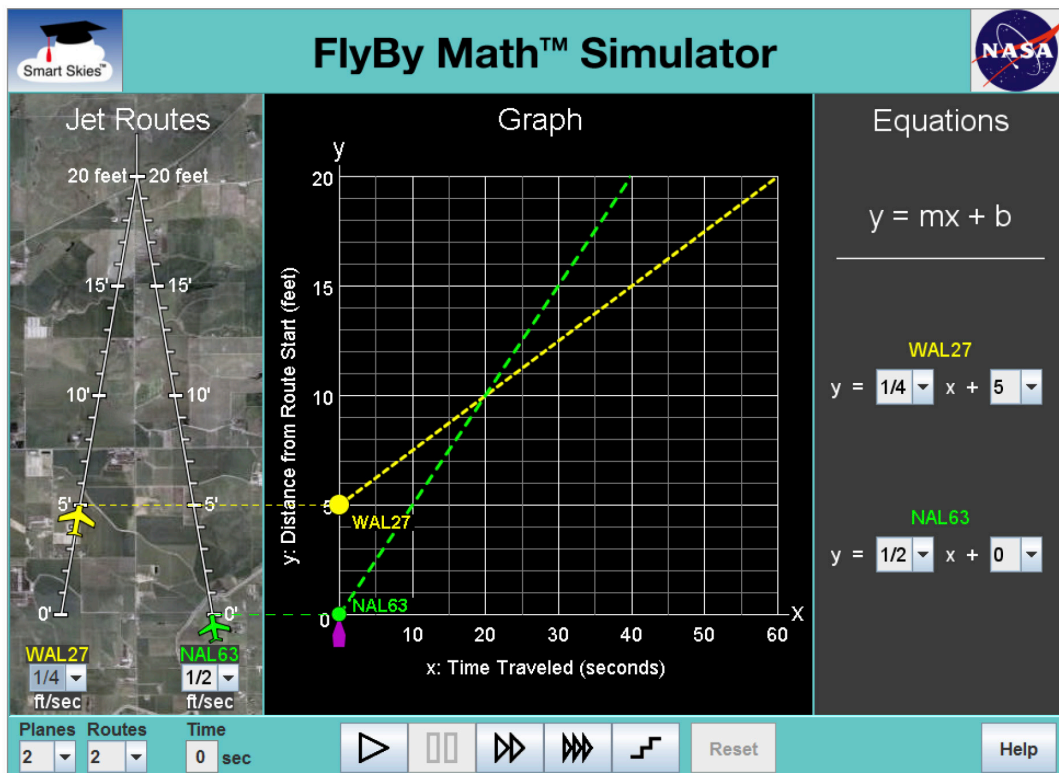 Smart Skies™
FlyBy Math™ Simulator
NASA
Jet Routes
20 feet 20 feet
15' 15'
10' 10'
5' 5'
0' 0'
WAL27 NAL63
1/4 1/2
ft/sec ft/sec
Graph
y
20
15
10
5
0
y: Distance from Route Start (feet)
WAL27
NAL63
X
10 20 30 40 50 60
x: Time Traveled (seconds)
Equations
y = mx + b
WAL27
y = 1/4 x + 5
NAL63
y = 1/2 x + 0
Planes Routes Time
2 2 0 sec
Reset
Help